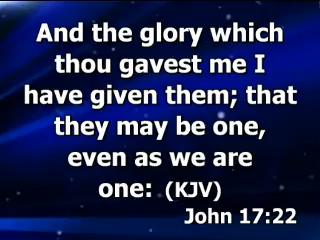 And the glory which
thou gavest me I
have given them; that
they may be one,
even as we are
one: (KJV)
John 17:22